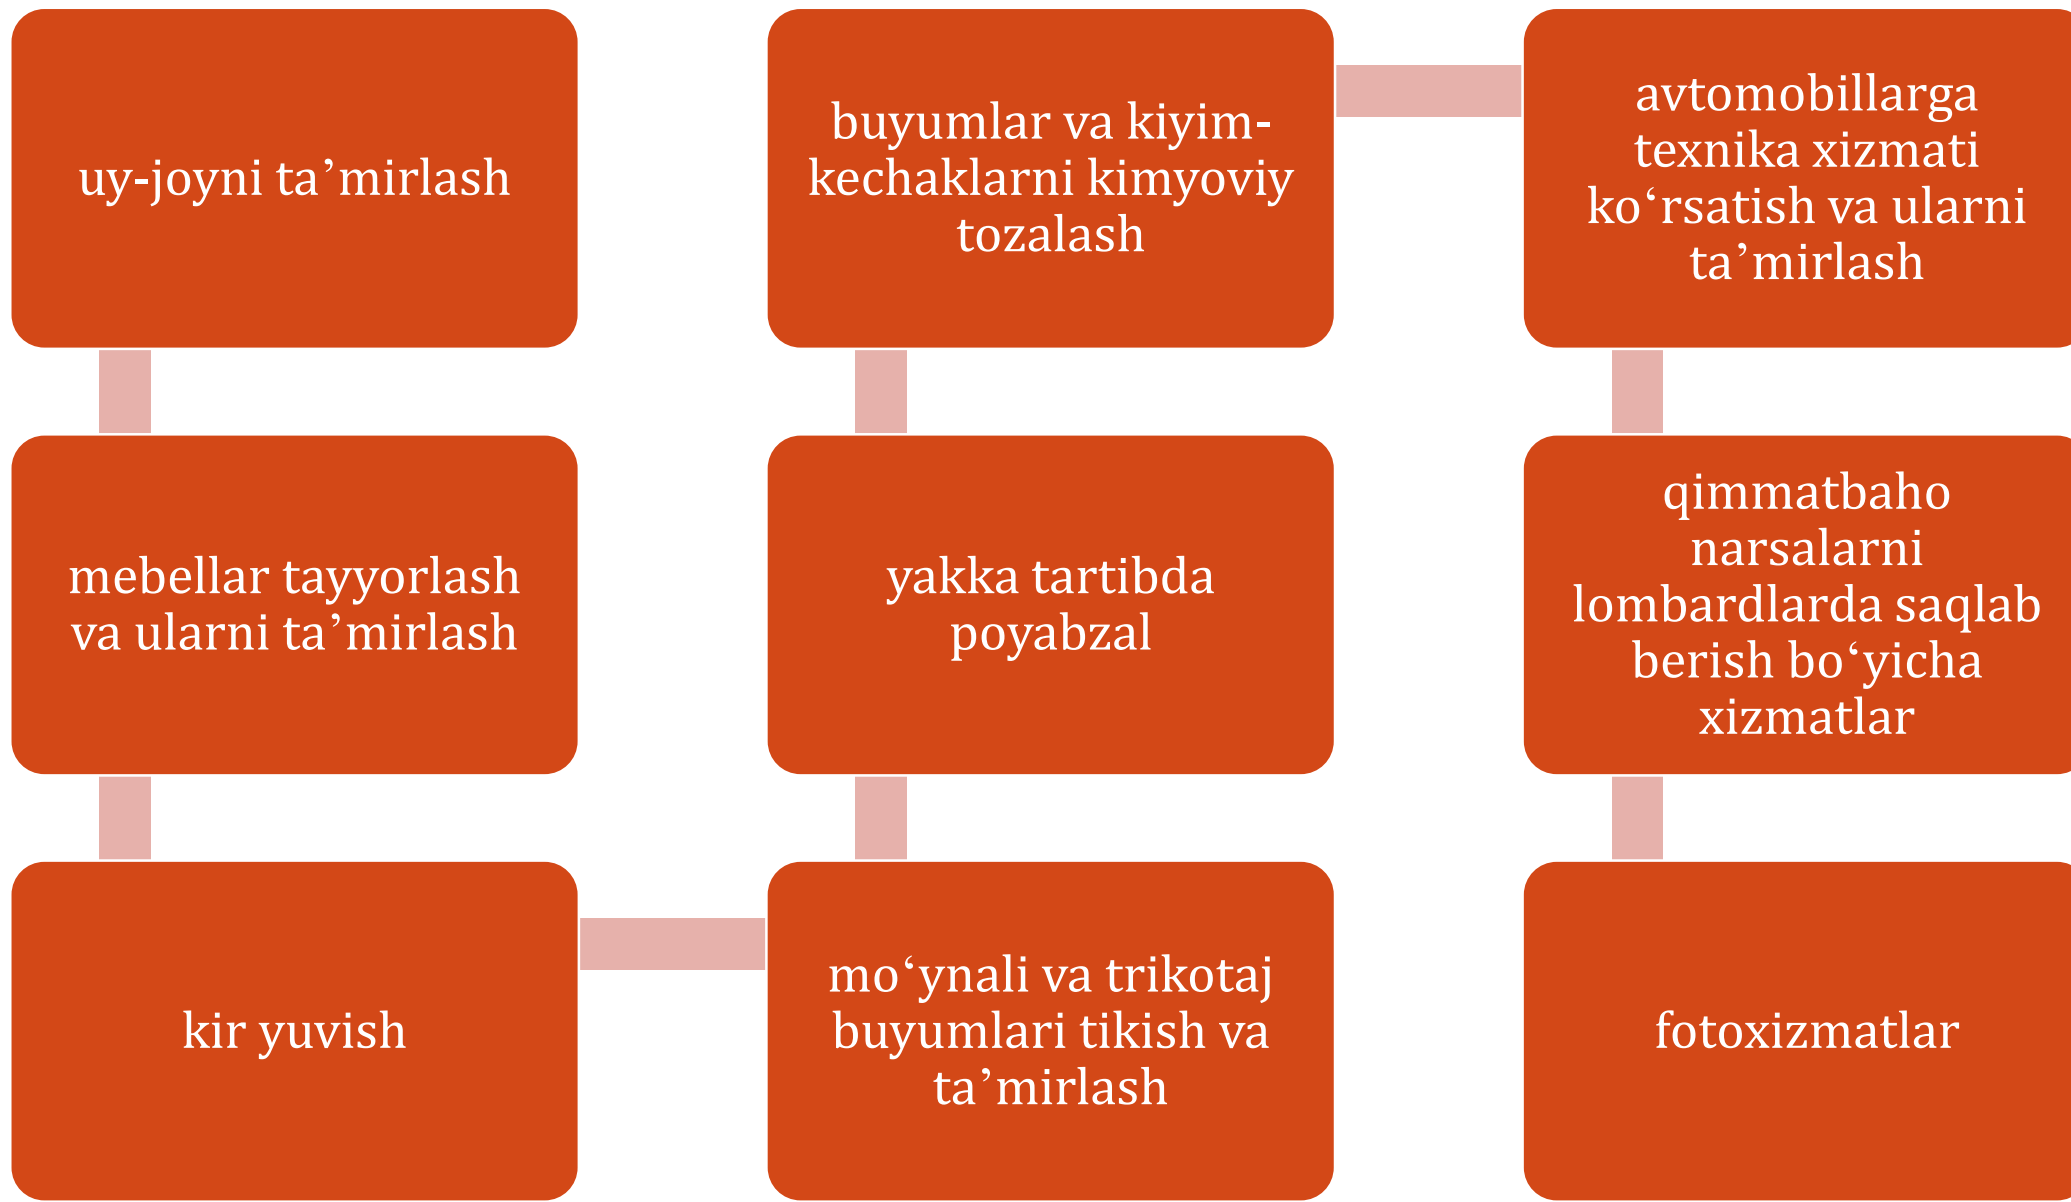 uy-joyni ta’mirlash
mebellar tayyorlash
va ularni ta’mirlash
kir yuvish
mo‘ynali va trikotaj
buyumlari tikish va
ta’mirlash
yakka tartibda
poyabzal
buyumlar va kiyim-
kechaklarni kimyoviy
tozalash
avtomobillarga
texnika xizmati
ko‘rsatish va ularni
ta’mirlash
qimmatbaho
narsalarni
lombardlarda saqlab
berish bo‘yicha
xizmatlar
fotoxizmatlar